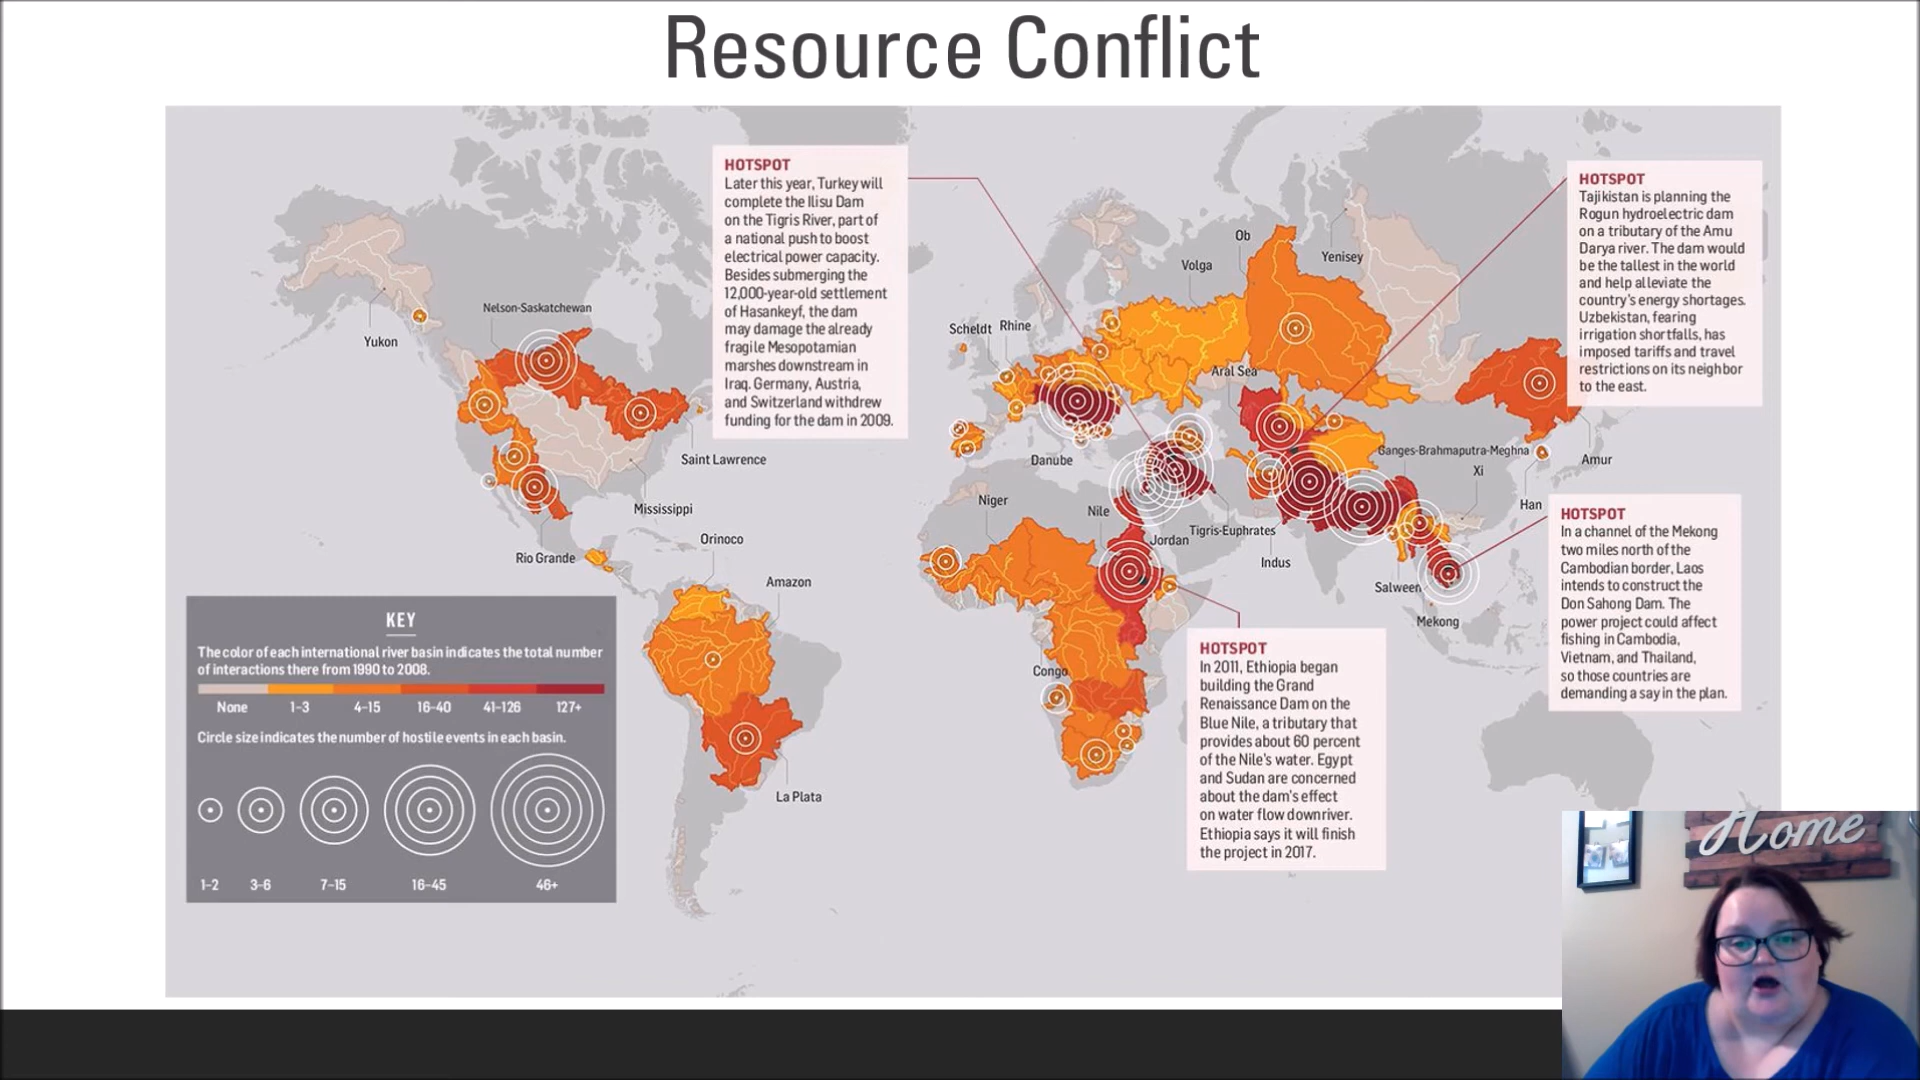 Resource Conflict
HOTSPOT
Later this year, Turkey will
complete the Ilisu Dam
on the Tigris River, part of
a national push to boost
electrical power capacity.
Besides submerging the
12,000-year-old settlement
of Hasankeyf, the dam
may damage the already
fragile Mesopotamian
marshes downstream in
Iraq. Germany, Austria,
and Switzerland withdrew
funding for the dam in 2009.
HOTSPOT
Tajikistan is planning the
Rogun hydroelectric dam
on a tributary of the Amu
Darya river. The dam would
be the tallest in the world
and help alleviate the
country's energy shortages.
Uzbekistan, fearing
irrigation shortfalls, has
imposed tariffs and travel
restrictions on its neighbor
to the east.
Ob
Yenisey
Volga
Nelson-Saskatchewan
Scheldt
Rhine
Yukon
Aral Sea
Saint Lawrence
Danube
Ganges-Brahmaputra-Meghna
Amur
Xi
Mississippi
Niger
Nile
Han
Tigris-Euphrates
Jordan
Orinoco
Rio Grande
Indus
Amazon
Salween
Mekong
HOTSPOT
In a channel of the Mekong
two miles north of the
Cambodian border, Laos
intends to construct the
Don Sahong Dam. The
power project could affect
fishing in Cambodia,
Vietnam, and Thailand,
so those countries are
demanding a say in the plan.
Congo
La Plata
HOTSPOT
In 2011, Ethiopia began
building the Grand
Renaissance Dam on the
Blue Nile, a tributary that
provides about 60 percent
of the Nile's water. Egypt
and Sudan are concerned
about the dam's effect
on water flow downriver.
Ethiopia says it will finish
the project in 2017.
KEY
The color of each international river basin indicates the total number
of interactions there from 1990 to 2008.
None 1–3 4–15 16–40 41–126 127+
Circle size indicates the number of hostile events in each basin.
1–2 3–6 7–15 16–45 46+
Home